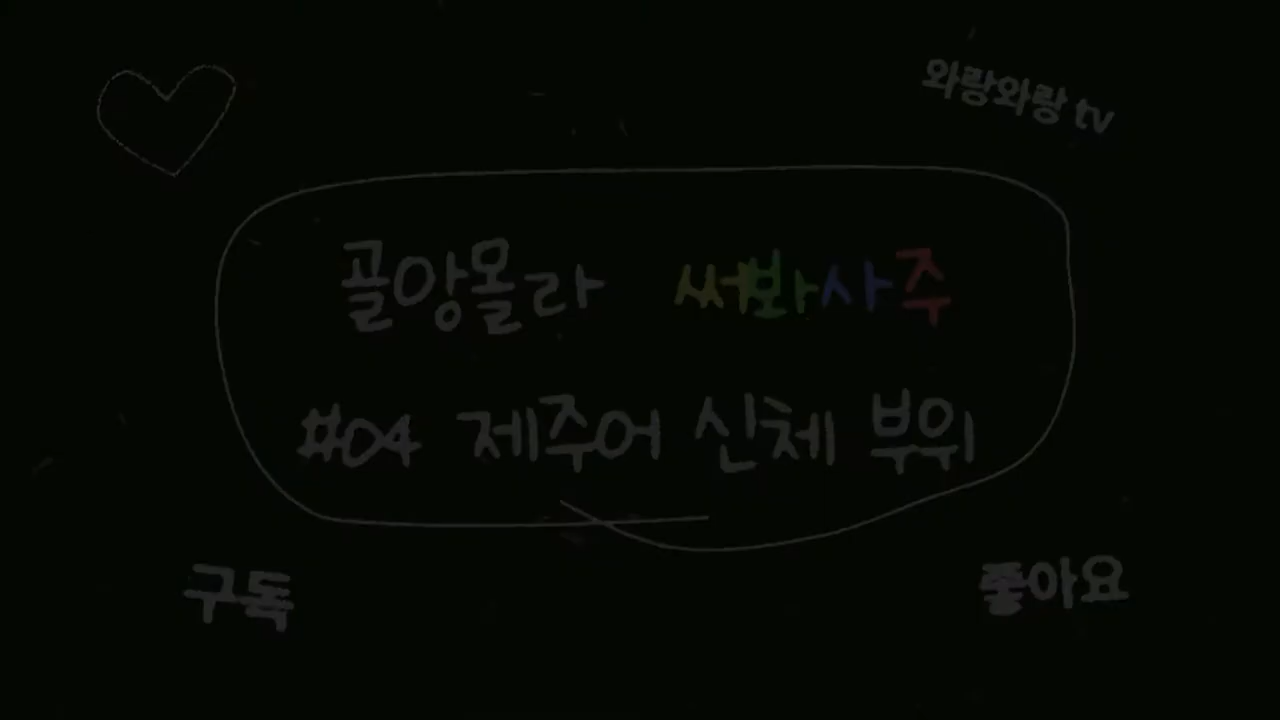 와랑와랑 tv
골앙몰라 써봐사주
#04 제주어 신체 부위
구독
좋아요